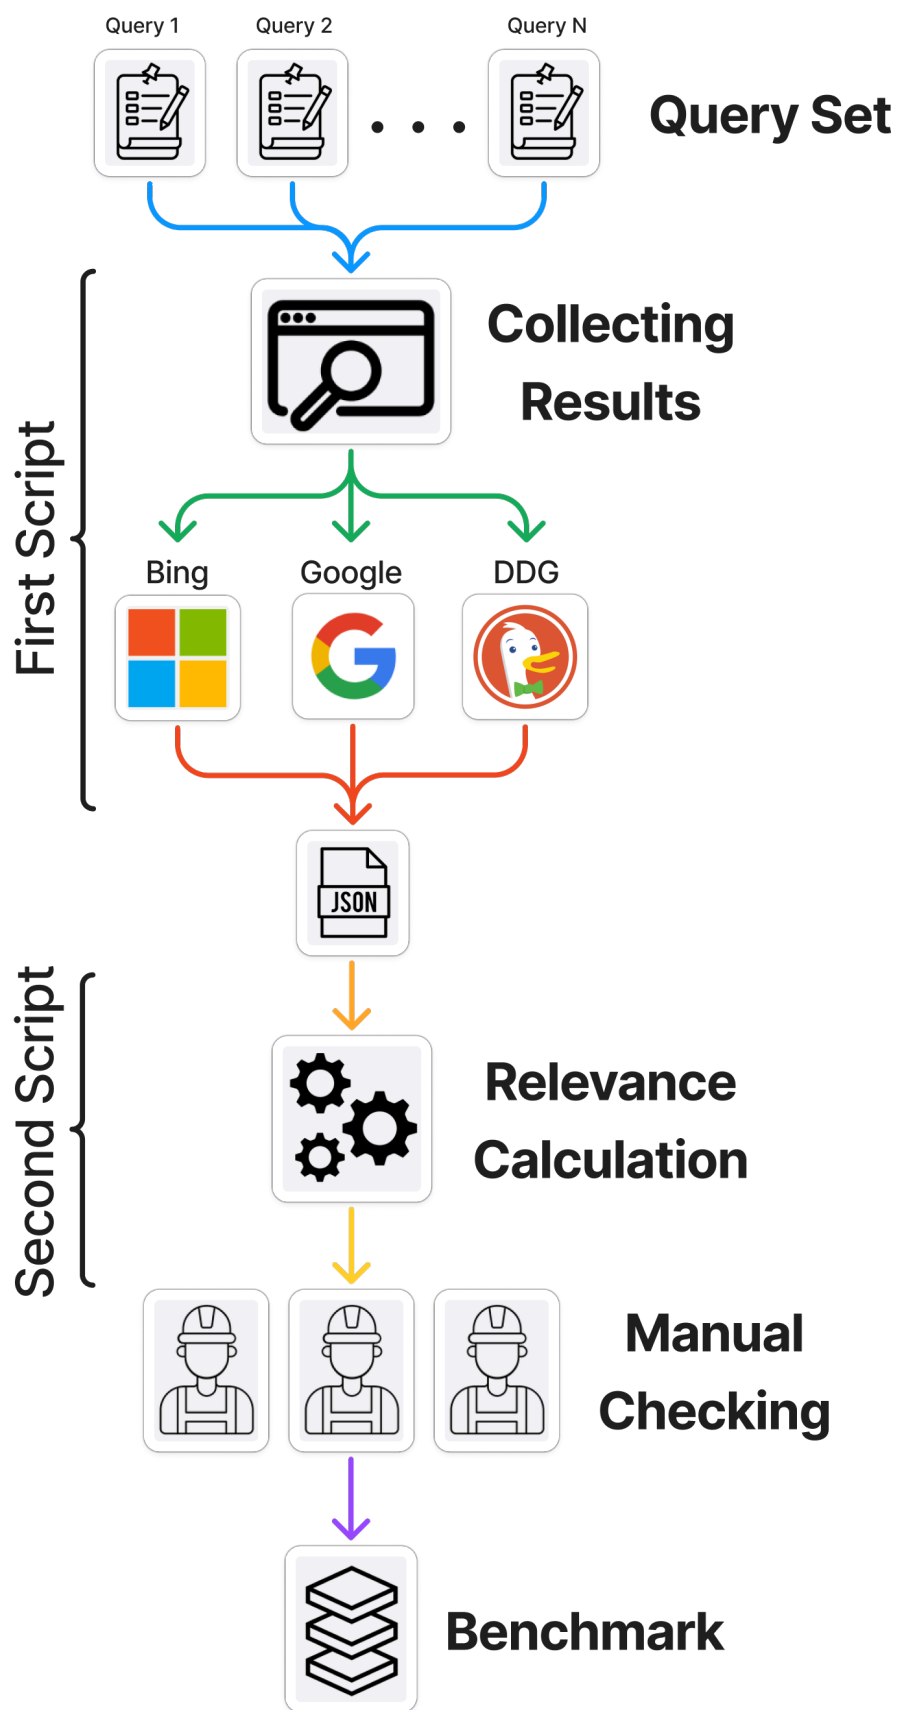 Query 1
Query 2
Query N
Query Set
Collecting
Results
First Script
Bing
Google
DDG
JSON
Second Script
Relevance
Calculation
Manual
Checking
Benchmark